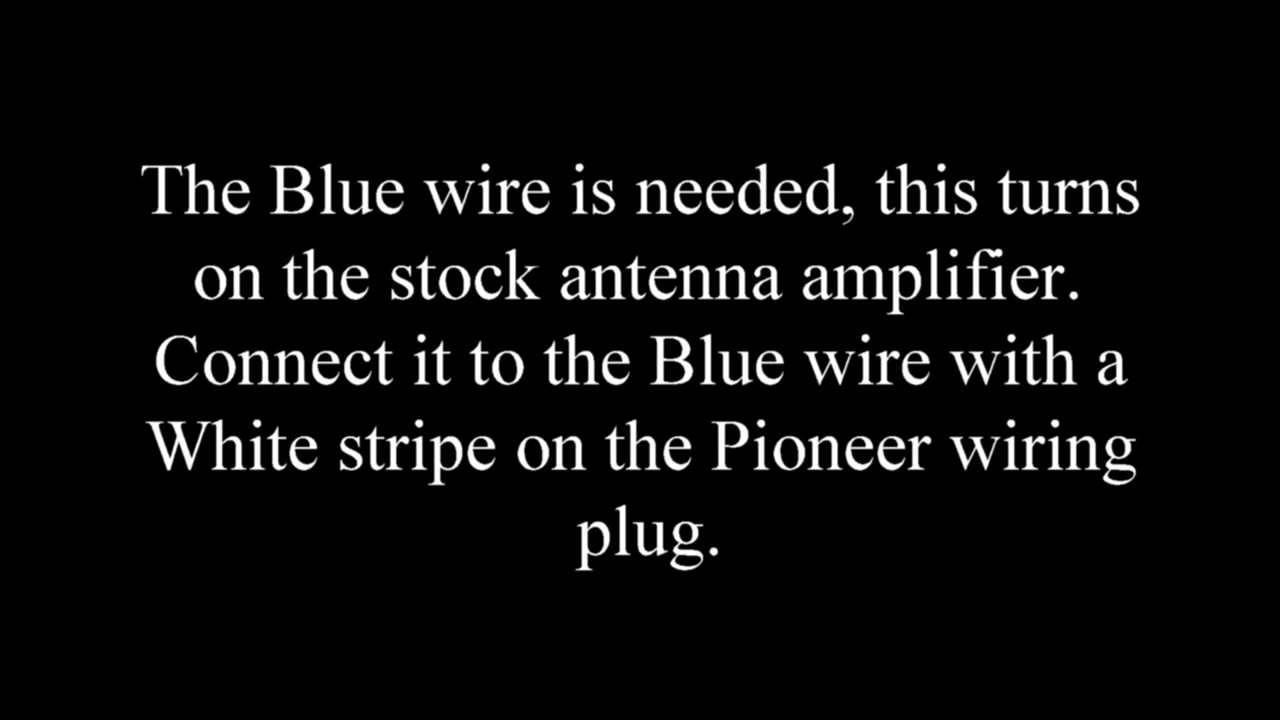 The Blue wire is needed, this turns
on the stock antenna amplifier.
Connect it to the Blue wire with a
White stripe on the Pioneer wiring
plug.